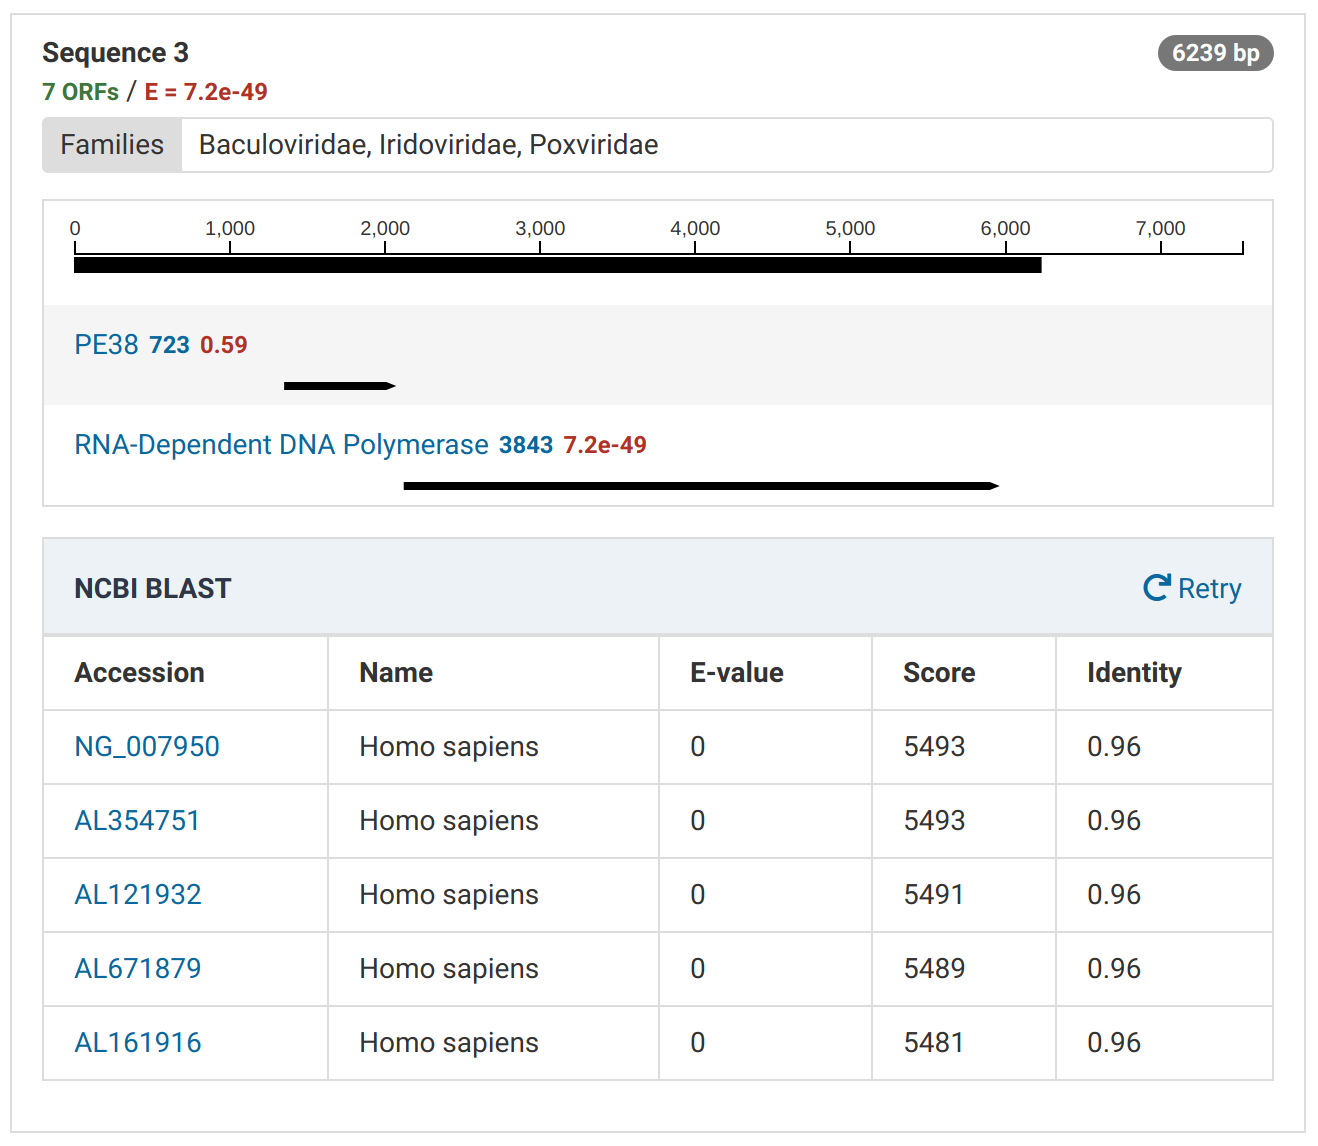 Sequence 3
6239 bp
7 ORFs / E = 7.2e-49
Families Baculoviridae, Iridoviridae, Poxviridae
0 1,000 2,000 3,000 4,000 5,000 6,000 7,000
PE38 723 0.59
RNA-Dependent DNA Polymerase 3843 7.2e-49
NCBI BLAST Retry
Accession Name E-value Score Identity
NG_007950 Homo sapiens 0 5493 0.96
AL354751 Homo sapiens 0 5493 0.96
AL121932 Homo sapiens 0 5491 0.96
AL671879 Homo sapiens 0 5489 0.96
AL161916 Homo sapiens 0 5481 0.96